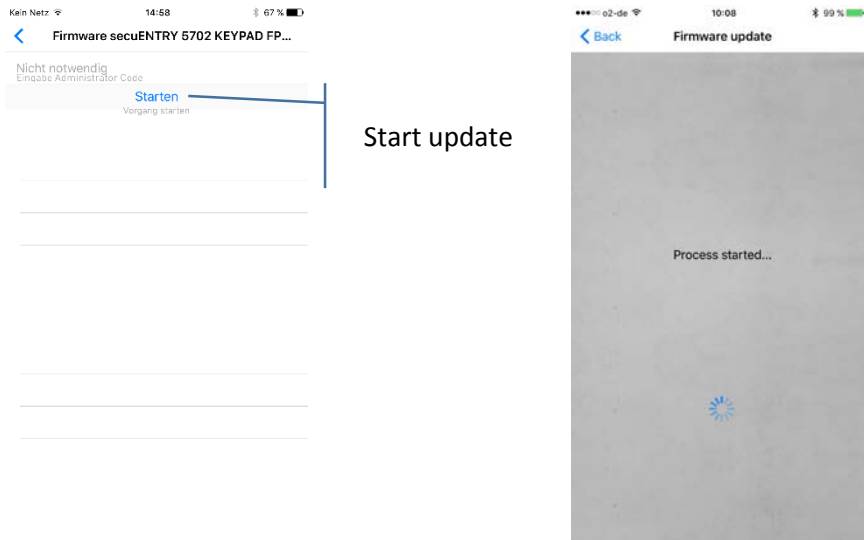 Kein Netz 14:58 67 %
Firmware secuENTRY 5702 KEYPAD FP...
Nicht notwendig
Eingabe Administrator Code
Starten
Vorgang starten
Start update
o2-de 10:08 99 %
Back Firmware update
Process started...